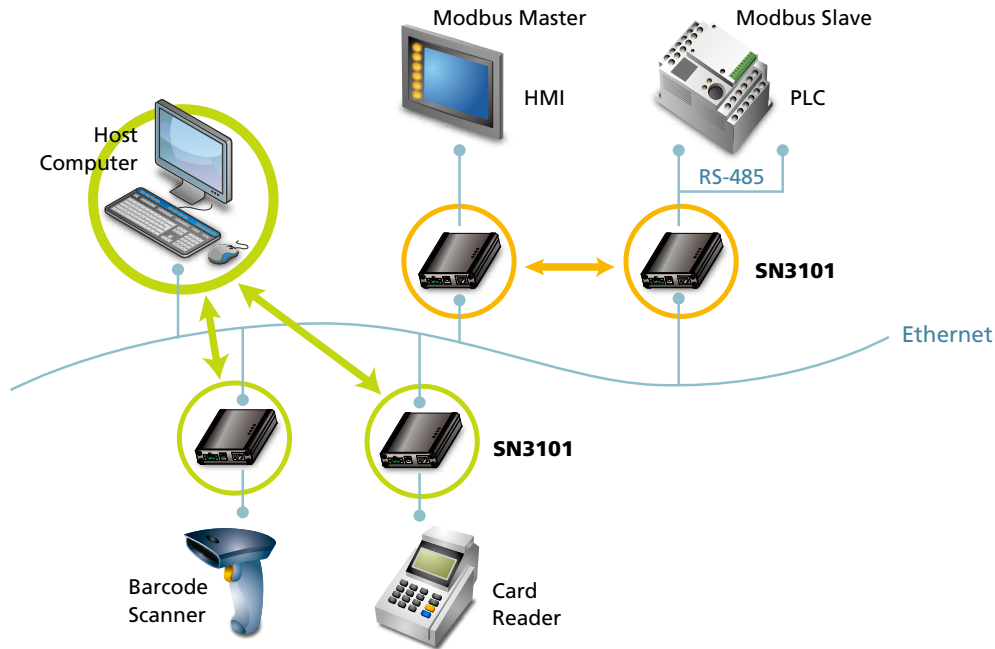 Modbus Master
Modbus Slave
HMI
PLC
Host
Computer
RS-485
SN3101
Ethernet
SN3101
Barcode
Scanner
Card
Reader